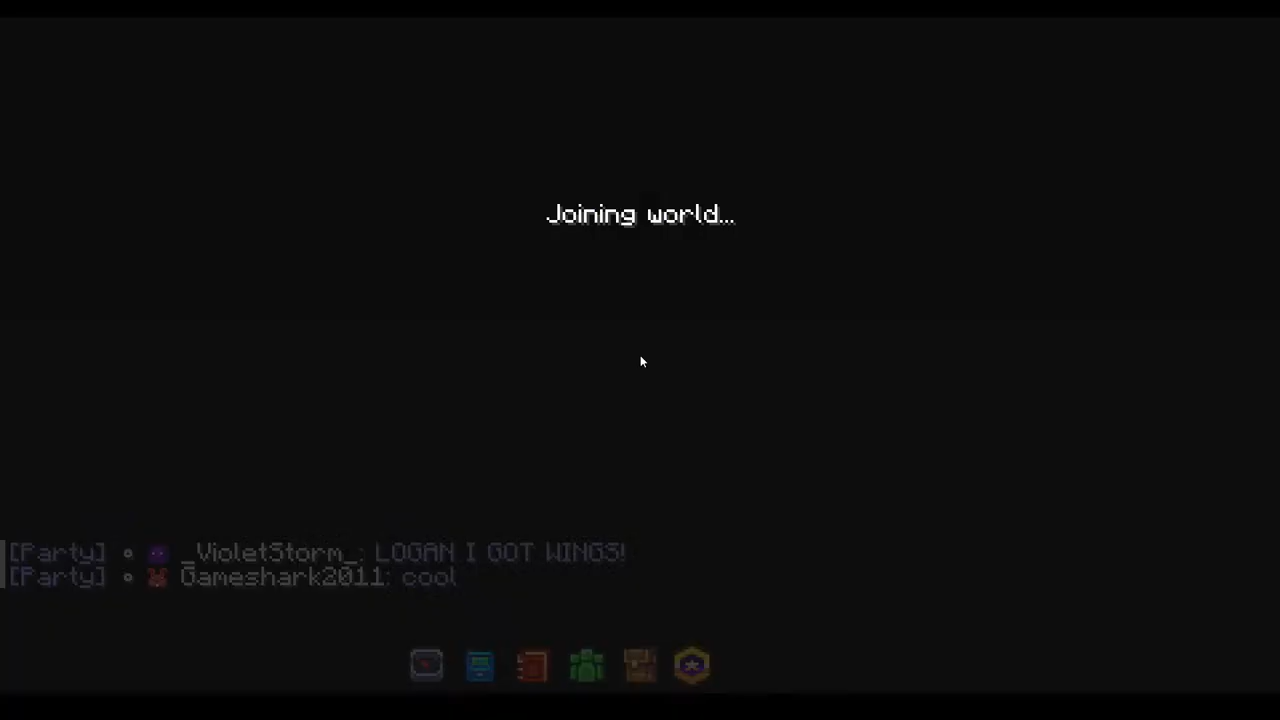 Joining world...
[Party] • _VioletStorm_: LOGAN I GOT WINGS!
[Party] • Gameshark2011: cool